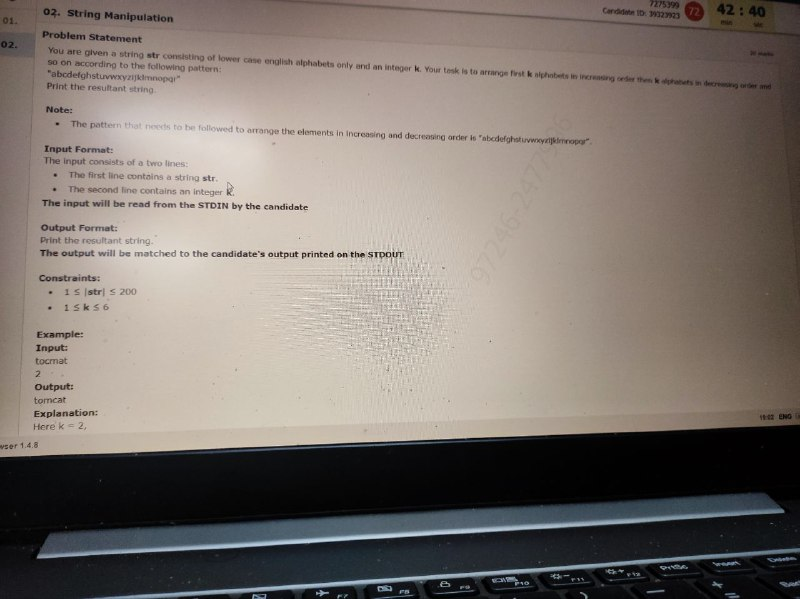 01.
02.
02. String Manipulation
7275399
Candidate ID: 39323923
72
42 : 40
min sec
Problem Statement
You are given a string str consisting of lower case english alphabets only and an integer k. Your task is to arrange first k alphabets in increasing order then k alphabets in decreasing order and
so on according to the following pattern:
"abcdefghstuvwxyzijklmnopqr"
Print the resultant string.
Note:
• The pattern that needs to be followed to arrange the elements in increasing and decreasing order is "abcdefghstuvwxyzijklmnopqr".
Input Format:
The input consists of a two lines:
• The first line contains a string str.
• The second line contains an integer k.
The input will be read from the STDIN by the candidate
Output Format:
Print the resultant string.
The output will be matched to the candidate's output printed on the STDOUT
Constraints:
• 1 ≤ |str| ≤ 200
• 1 ≤ k ≤ 6
Example:
Input:
tocmat
2
Output:
tomcat
Explanation:
Here k = 2,
wser 1.4.8
19:02 ENG
F7 F8 F9 F10 F11 F12 PrtSc Insert Delete